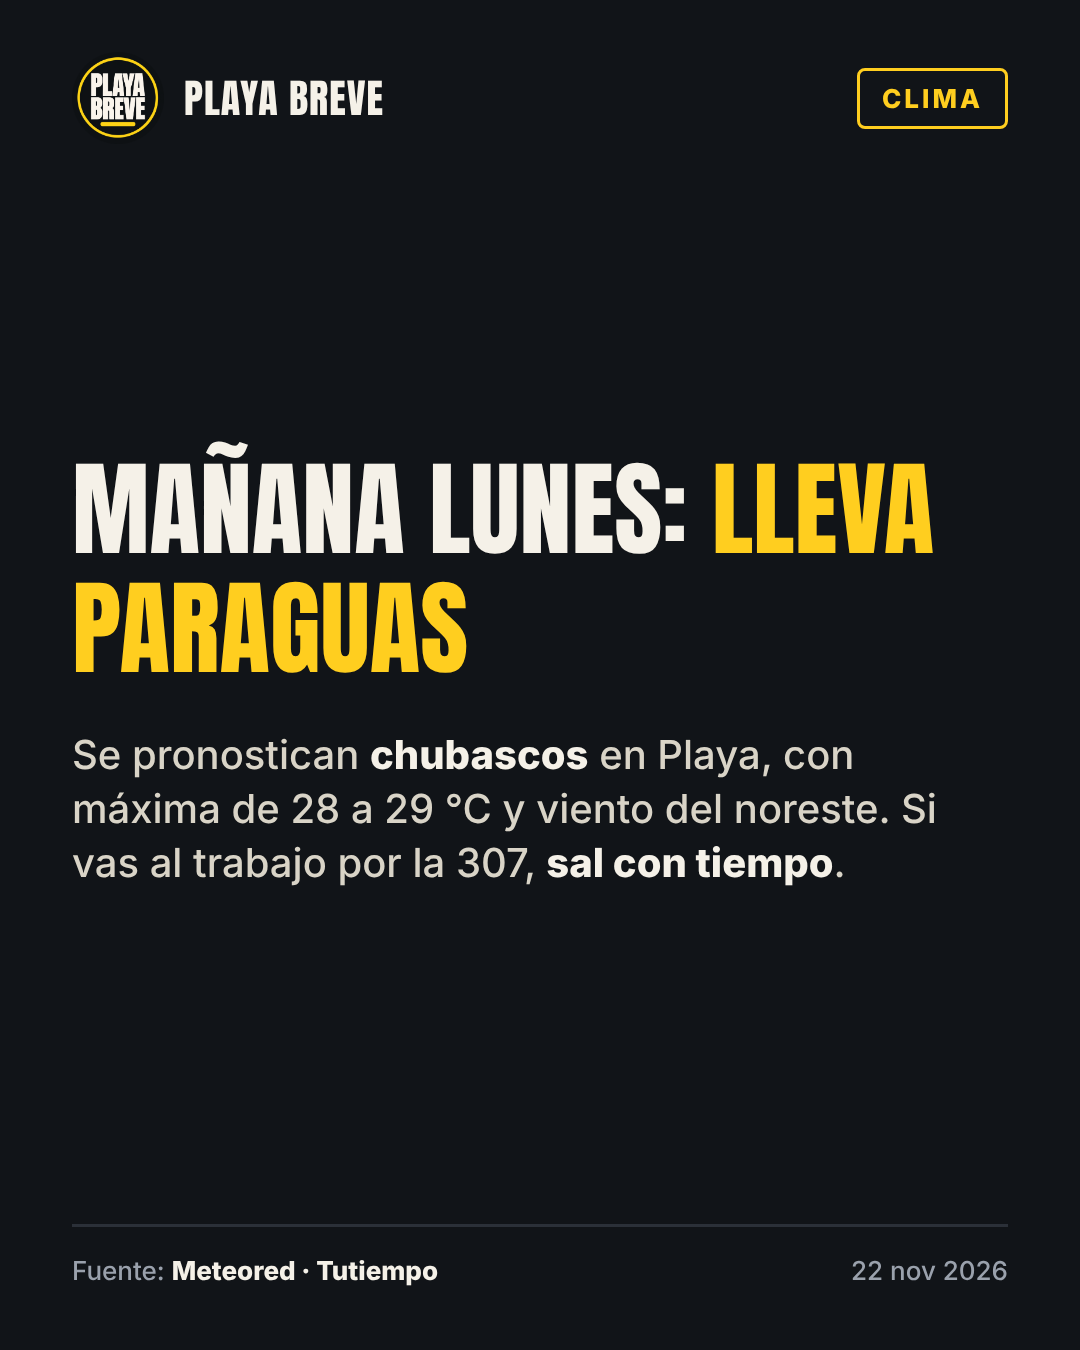 PLAYA
BREVE
PLAYA BREVE
CLIMA
MAÑANA LUNES: LLEVA
PARAGUAS
Se pronostican chubascos en Playa, con
máxima de 28 a 29 °C y viento del noreste. Si
vas al trabajo por la 307, sal con tiempo.
Fuente: Meteored · Tutiempo
22 nov 2026